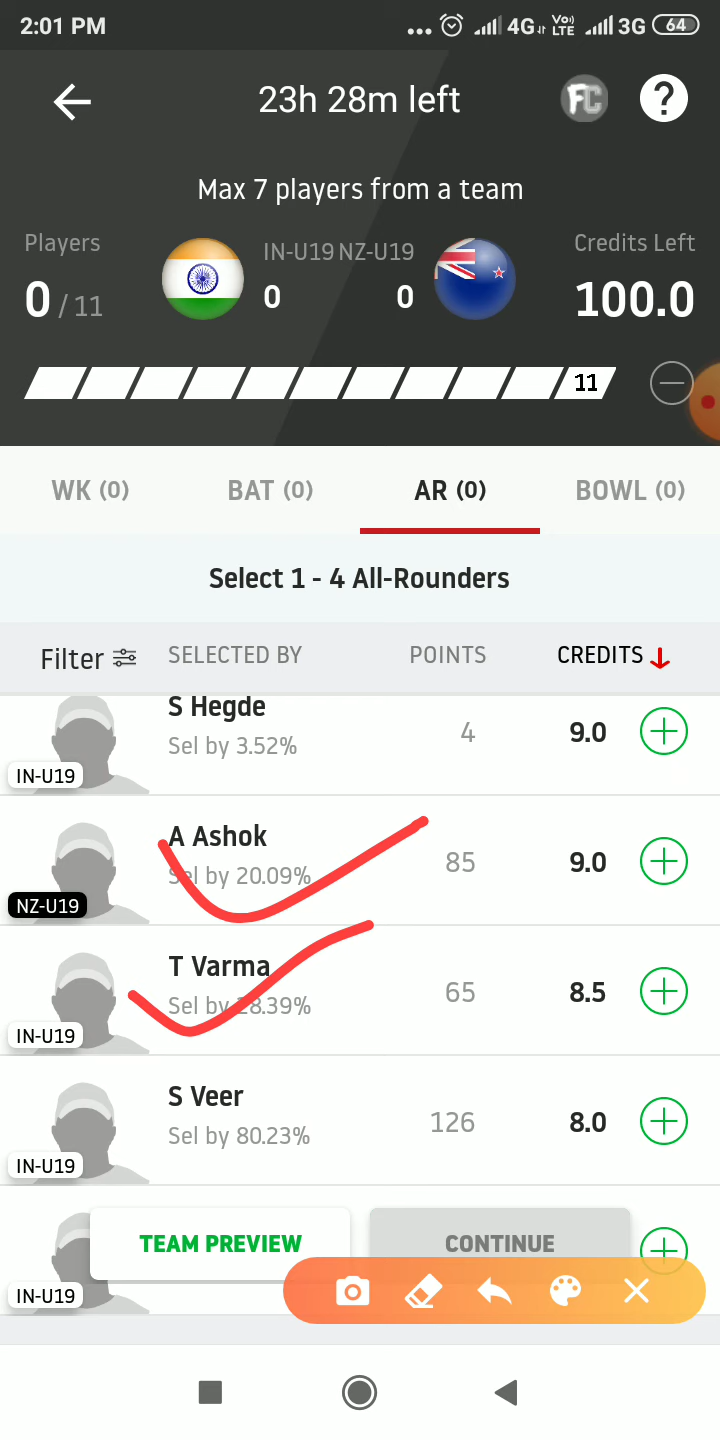 2:01 PM
4G Vo) LTE 3G 64
23h 28m left FC ?
Max 7 players from a team
Players IN-U19 NZ-U19 Credits Left
0 / 11 0 0 100.0
11
WK (0) BAT (0) AR (0) BOWL (0)
Select 1 - 4 All-Rounders
Filter SELECTED BY POINTS CREDITS
S Hegde
Sel by 3.52% 4 9.0
IN-U19
A Ashok
Sel by 20.09% 85 9.0
NZ-U19
T Varma
Sel by 28.39% 65 8.5
IN-U19
S Veer
Sel by 80.23% 126 8.0
IN-U19
TEAM PREVIEW CONTINUE
IN-U19